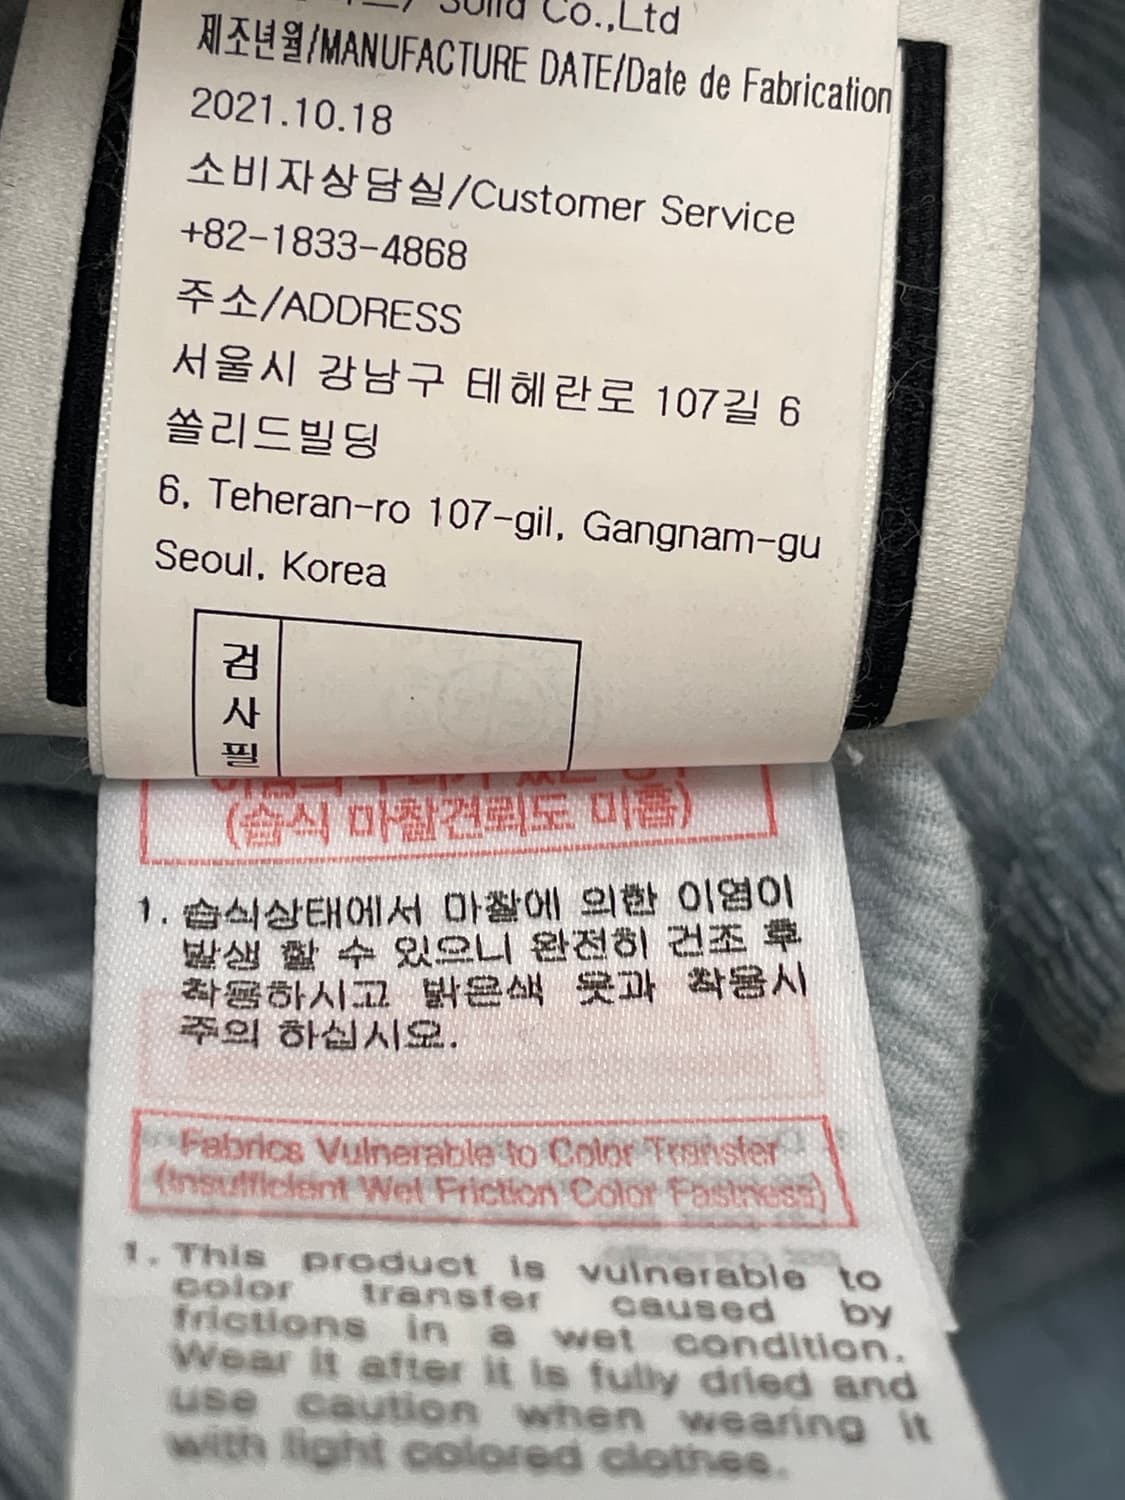 Solid Co.,Ltd
제조년월/MANUFACTURE DATE/Date de Fabrication
2021.10.18
소비자상담실/Customer Service
+82-1833-4868
주소/ADDRESS
서울시 강남구 테헤란로 107길 6
쏠리드빌딩
6, Teheran-ro 107-gil, Gangnam-gu
Seoul, Korea
검
사
필
(습식 마찰견뢰도 미흡)
1. 습식상태에서 마찰에 의한 이염이
발생 할 수 있으니 완전히 건조 후
착용하시고 밝은색 옷과 착용시
주의 하십시오.
Fabrics Vulnerable to Color Transfer
(Insufficient Wet Friction Color Fastness)
1. This product is vulnerable to
color transfer caused by
frictions in a wet condition.
Wear it after it is fully dried and
use caution when wearing it
with light colored clothes.